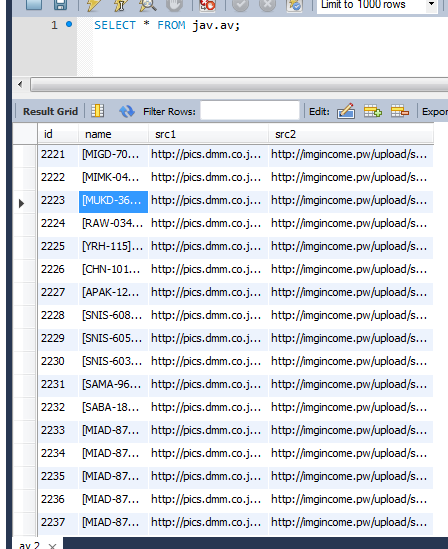 Limit to 1000 rows
1 SELECT * FROM jav.av;
Result Grid Filter Rows: Edit: Expor
id name src1 src2
2221 [MIGD-70... http://pics.dmm.co.j... http://imgincome.pw/upload/s...
2222 [MIMK-04... http://pics.dmm.co.j... http://imgincome.pw/upload/s...
2223 [MUKD-36... http://pics.dmm.co.j... http://imgincome.pw/upload/s...
2224 [RAW-034... http://pics.dmm.co.j... http://imgincome.pw/upload/s...
2225 [YRH-115]... http://pics.dmm.co.j... http://imgincome.pw/upload/s...
2226 [CHN-101... http://pics.dmm.co.j... http://imgincome.pw/upload/s...
2227 [APAK-12... http://pics.dmm.co.j... http://imgincome.pw/upload/s...
2228 [SNIS-608... http://pics.dmm.co.j... http://imgincome.pw/upload/s...
2229 [SNIS-605... http://pics.dmm.co.j... http://imgincome.pw/upload/s...
2230 [SNIS-603... http://pics.dmm.co.j... http://imgincome.pw/upload/s...
2231 [SAMA-96... http://pics.dmm.co.j... http://imgincome.pw/upload/s...
2232 [SABA-18... http://pics.dmm.co.j... http://imgincome.pw/upload/s...
2233 [MIAD-87... http://pics.dmm.co.j... http://imgincome.pw/upload/s...
2234 [MIAD-87... http://pics.dmm.co.j... http://imgincome.pw/upload/s...
2235 [MIAD-87... http://pics.dmm.co.j... http://imgincome.pw/upload/s...
2236 [MIAD-87... http://pics.dmm.co.j... http://imgincome.pw/upload/s...
2237 [MIAD-87... http://pics.dmm.co.j... http://imgincome.pw/upload/s...
av 2